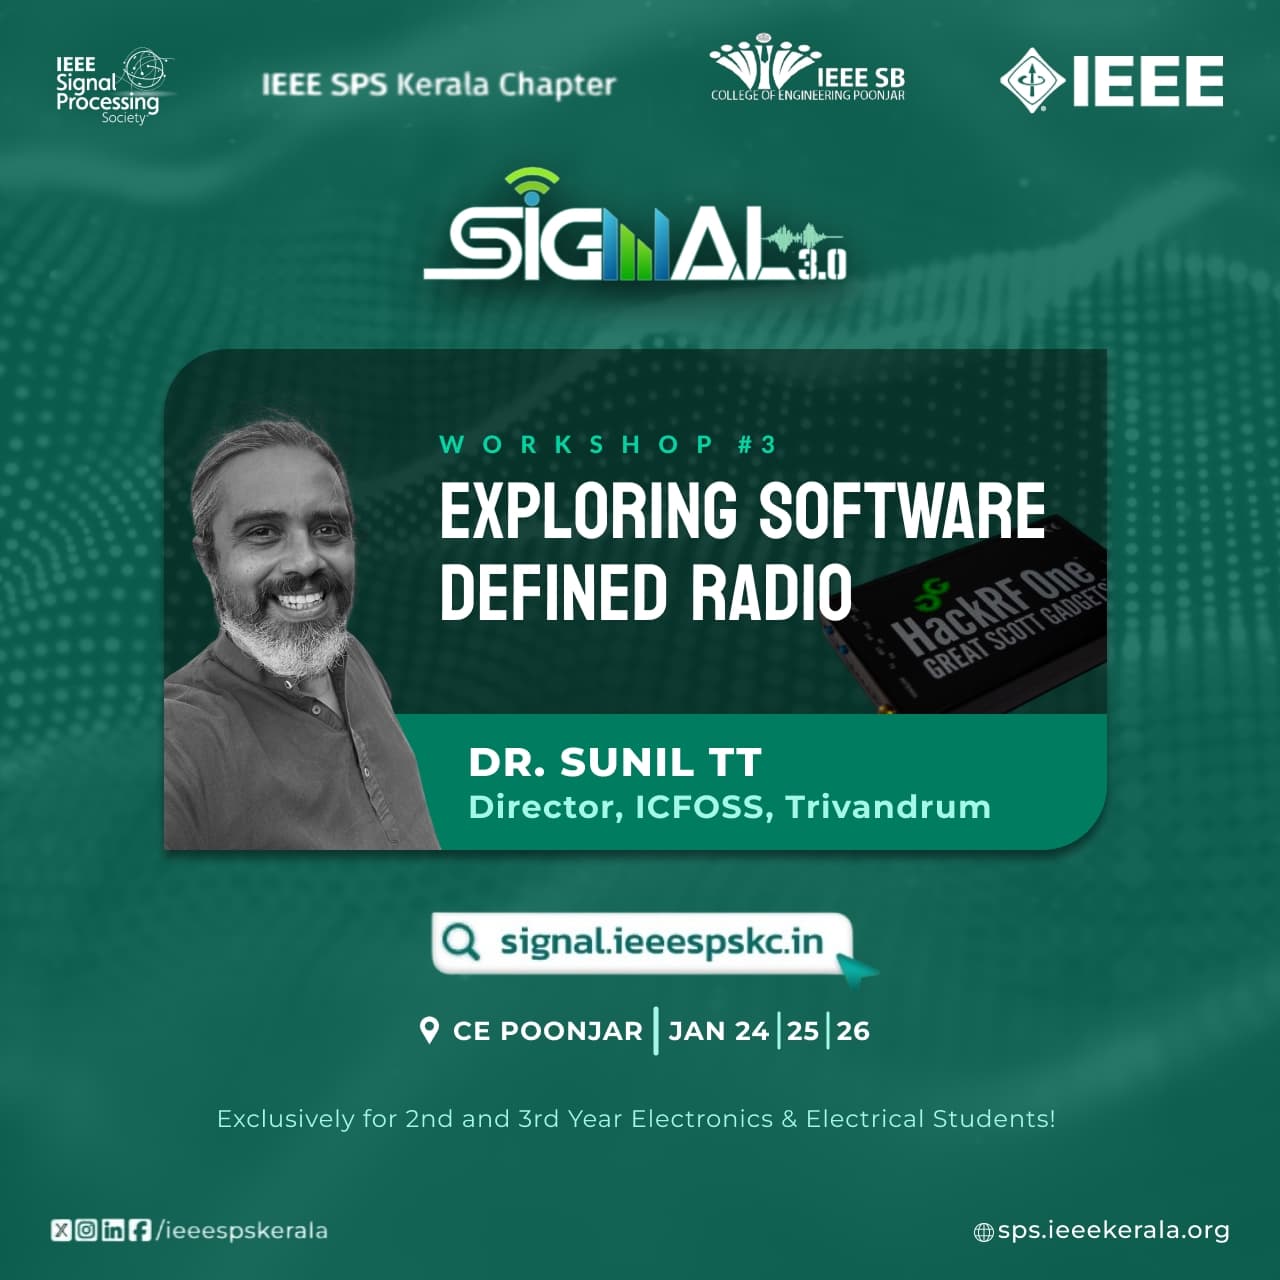 IEEE
Signal
Processing
Society
IEEE SPS Kerala Chapter
IEEE SB
COLLEGE OF ENGINEERING POONJAR
IEEE
SIGNAL
3.0
WORKSHOP #3
EXPLORING SOFTWARE
DEFINED RADIO
HackRF One
GREAT SCOTT GADGETS
DR. SUNIL TT
Director, ICFOSS, Trivandrum
signal.ieeespskc.in
CE POONJAR | JAN 24 | 25 | 26
Exclusively for 2nd and 3rd Year Electronics & Electrical Students!
/ieeespskerala
sps.ieeekerala.org